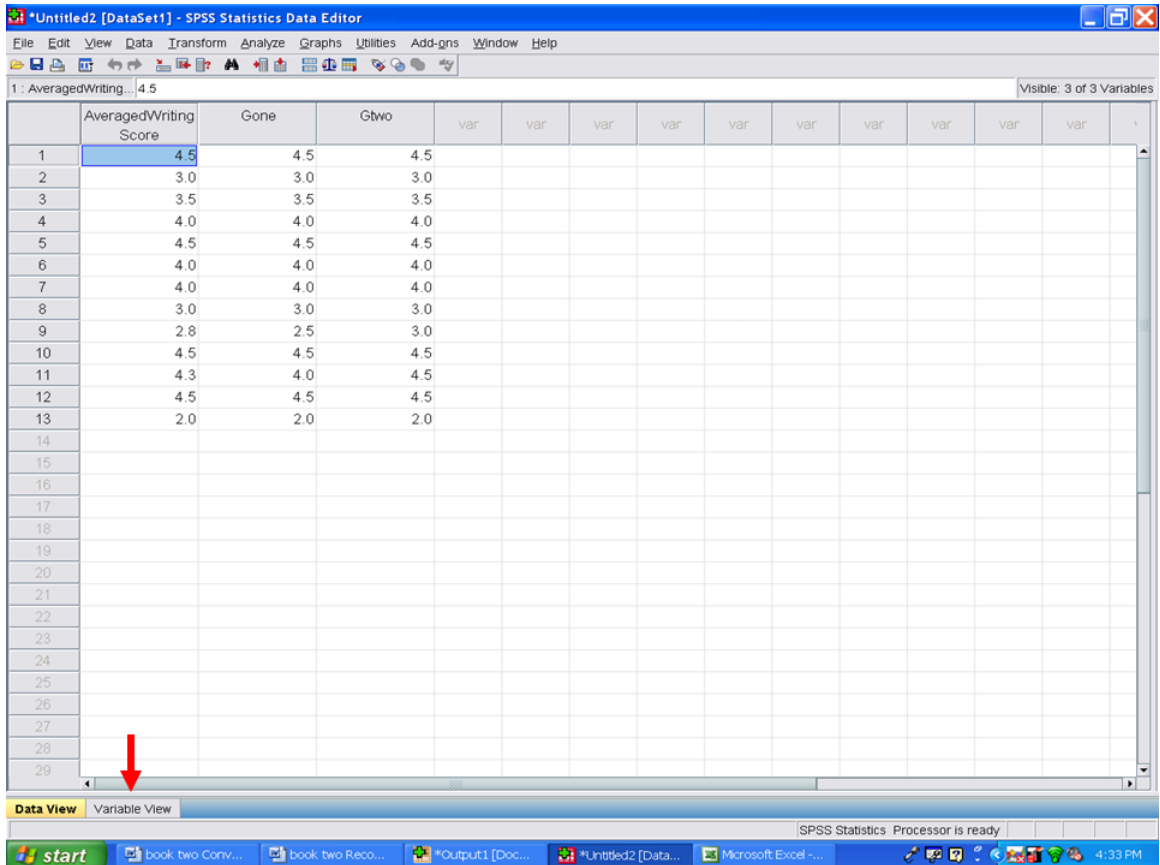 *Untitled2 [DataSet1] - SPSS Statistics Data Editor
File Edit View Data Transform Analyze Graphs Utilities Add-ons Window Help
1 : AveragedWriting... 4.5 Visible: 3 of 3 Variables
AveragedWriting Score Gone Gtwo var var var var var var var var var var
1 4.5 4.5 4.5
2 3.0 3.0 3.0
3 3.5 3.5 3.5
4 4.0 4.0 4.0
5 4.5 4.5 4.5
6 4.0 4.0 4.0
7 4.0 4.0 4.0
8 3.0 3.0 3.0
9 2.8 2.5 3.0
10 4.5 4.5 4.5
11 4.3 4.0 4.5
12 4.5 4.5 4.5
13 2.0 2.0 2.0
14
15
16
17
18
19
20
21
22
23
24
25
26
27
28
29
Data View Variable View
SPSS Statistics Processor is ready
start book two Conv... book two Reco... *Output1 [Doc... *Untitled2 [Data... Microsoft Excel -... 4:33 PM